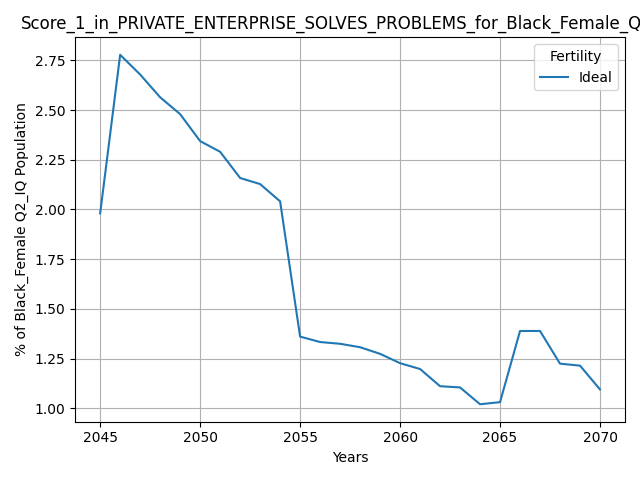 Score_1_in_PRIVATE_ENTERPRISE_SOLVES_PROBLEMS_for_Black_Female_Q
Fertility
Ideal
% of Black_Female Q2_IQ Population
2.75
2.50
2.25
2.00
1.75
1.50
1.25
1.00
2045 2050 2055 2060 2065 2070
Years